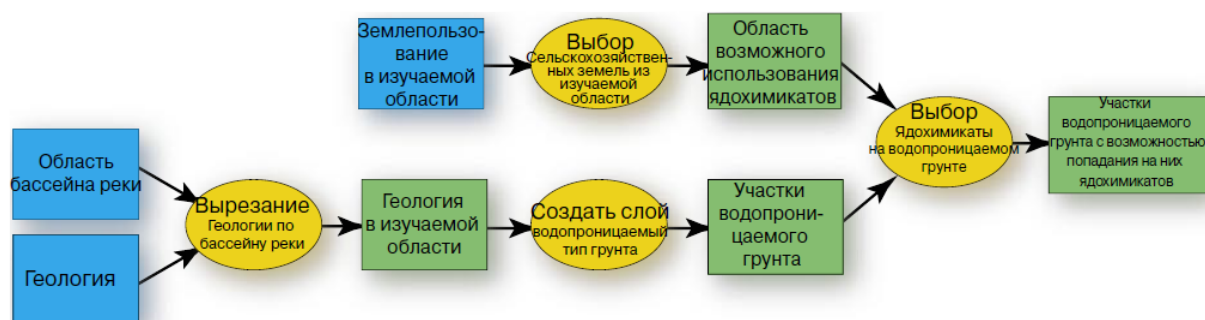 Землепользо-
вание
в изучаемой
области
Выбор
Сельскохозяйствен-
ных земель из
изучаемой
области
Область
возможного
использования
ядохимикатов
Выбор
Ядохимикаты
на водопроницаемом
грунте
Участки
водопроницаемого
грунта с возможностью
попадания на них
ядохимикатов
Область
бассейна реки
Геология
Вырезание
Геологии по
бассейну реки
Геология
в изучаемой
области
Создать слой
водопроницаемый
тип грунта
Участки
водопрони-
цаемого
грунта